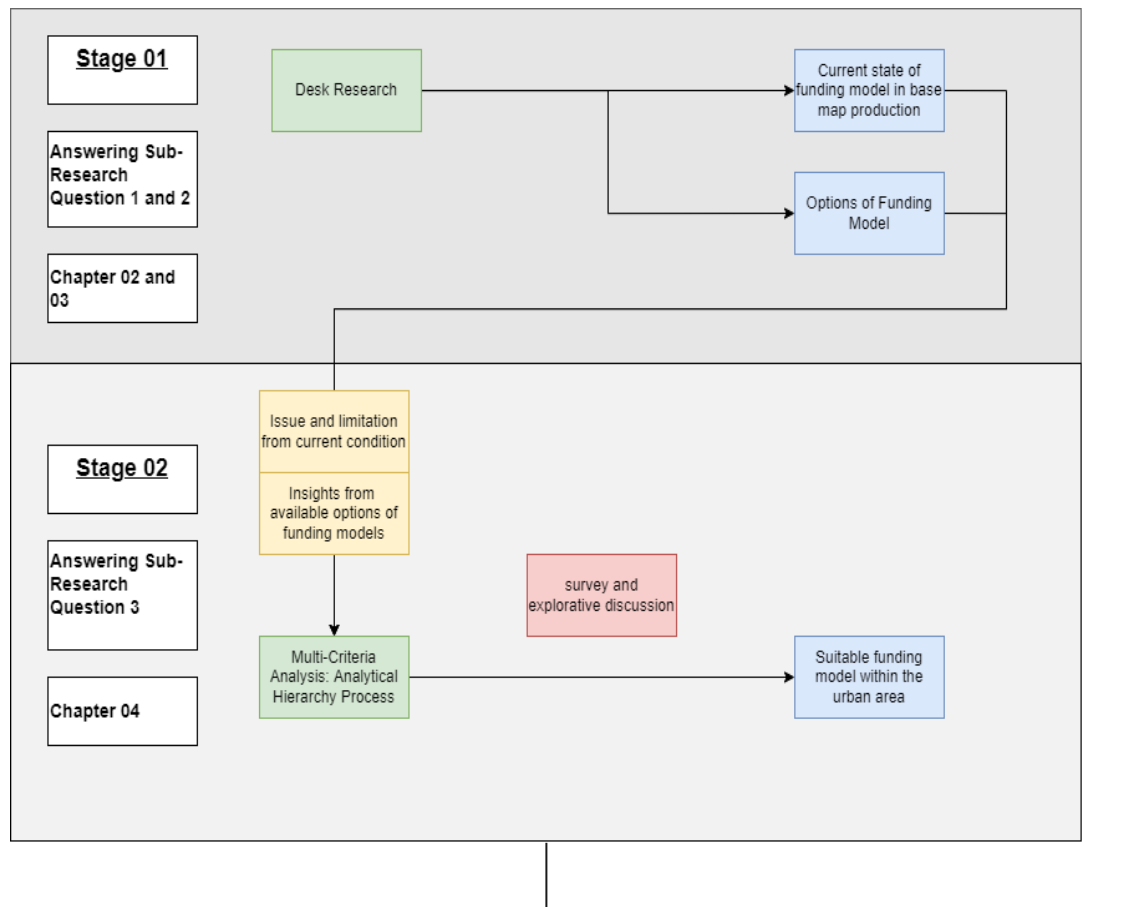 Stage 01
Answering Sub-
Research
Question 1 and 2
Chapter 02 and
03
Desk Research
Current state of
funding model in base
map production
Options of Funding
Model
Stage 02
Answering Sub-
Research
Question 3
Chapter 04
Issue and limitation
from current condition
Insights from
available options of
funding models
survey and
explorative discussion
Multi-Criteria
Analysis: Analytical
Hierarchy Process
Suitable funding
model within the
urban area